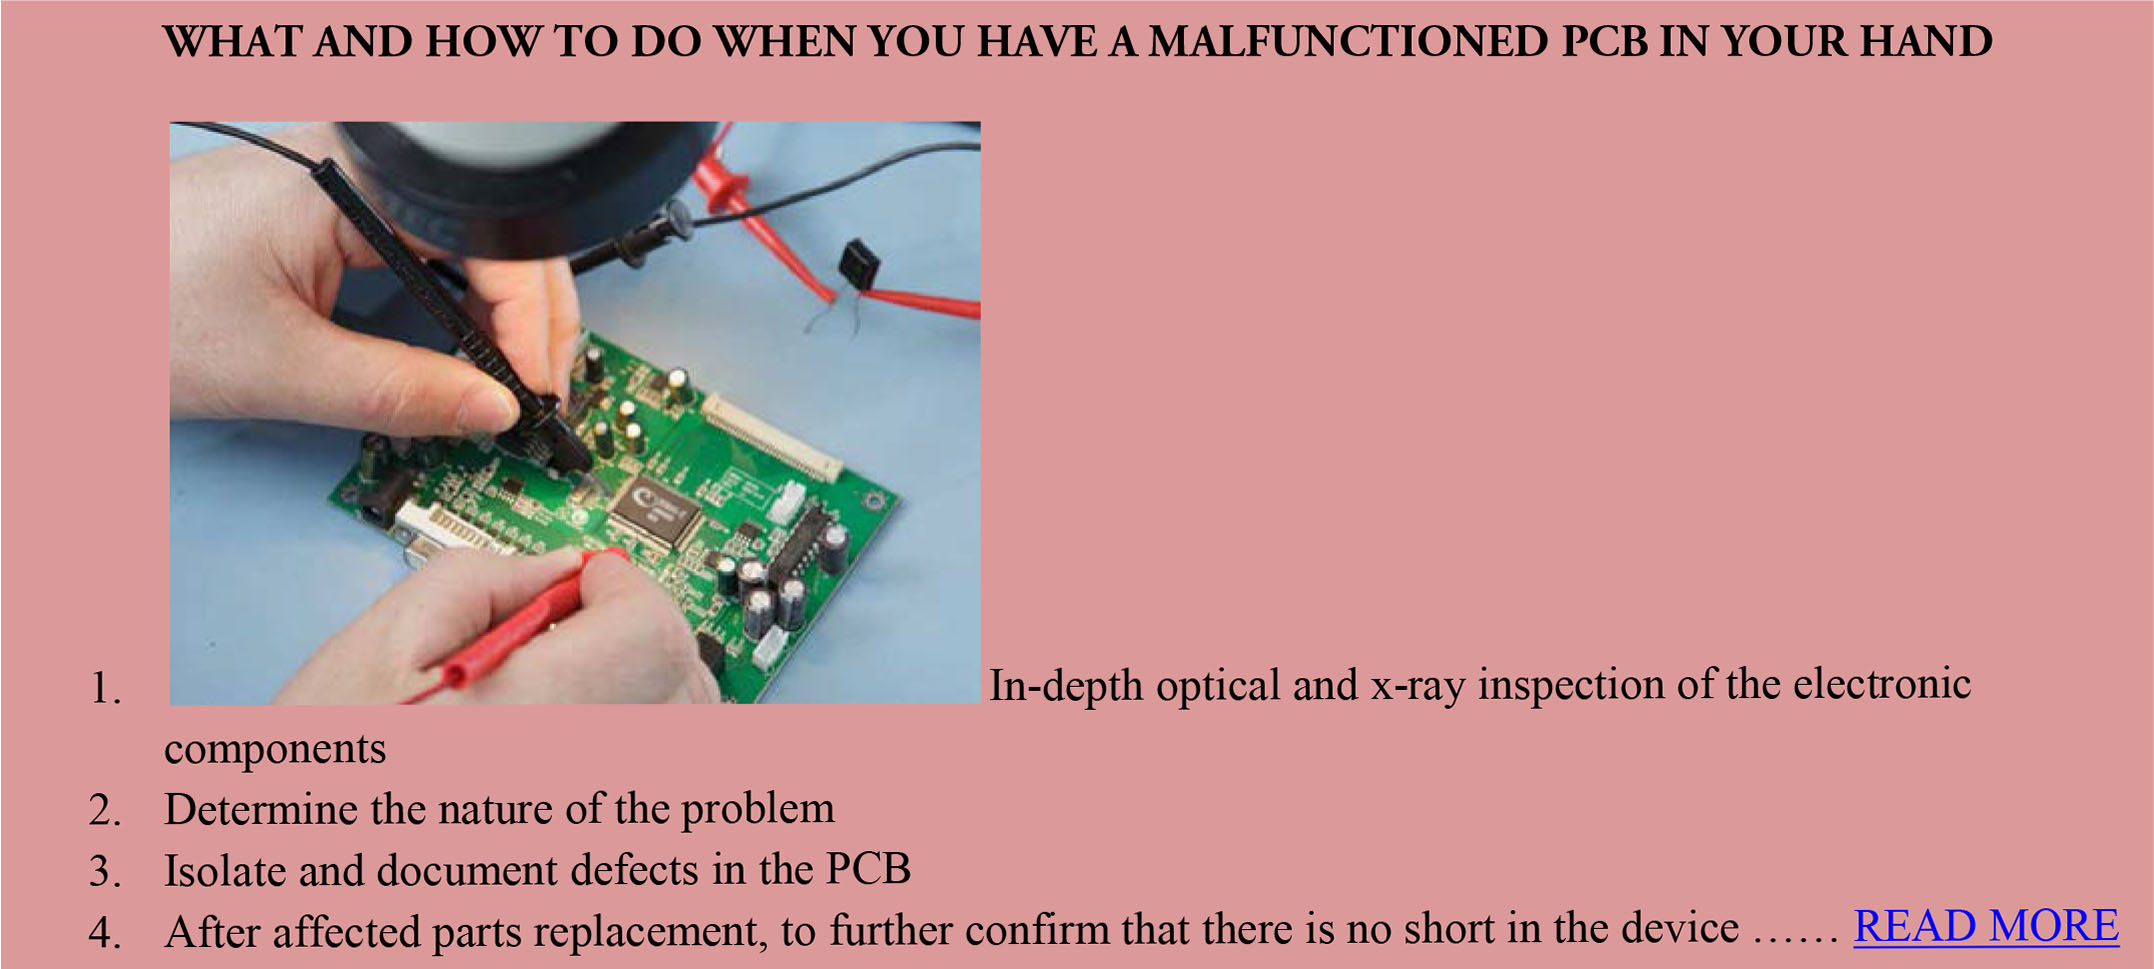 WHAT AND HOW TO DO WHEN YOU HAVE A MALFUNCTIONED PCB IN YOUR HAND
1. In-depth optical and x-ray inspection of the electronic
components
2. Determine the nature of the problem
3. Isolate and document defects in the PCB
4. After affected parts replacement, to further confirm that there is no short in the device …… READ MORE